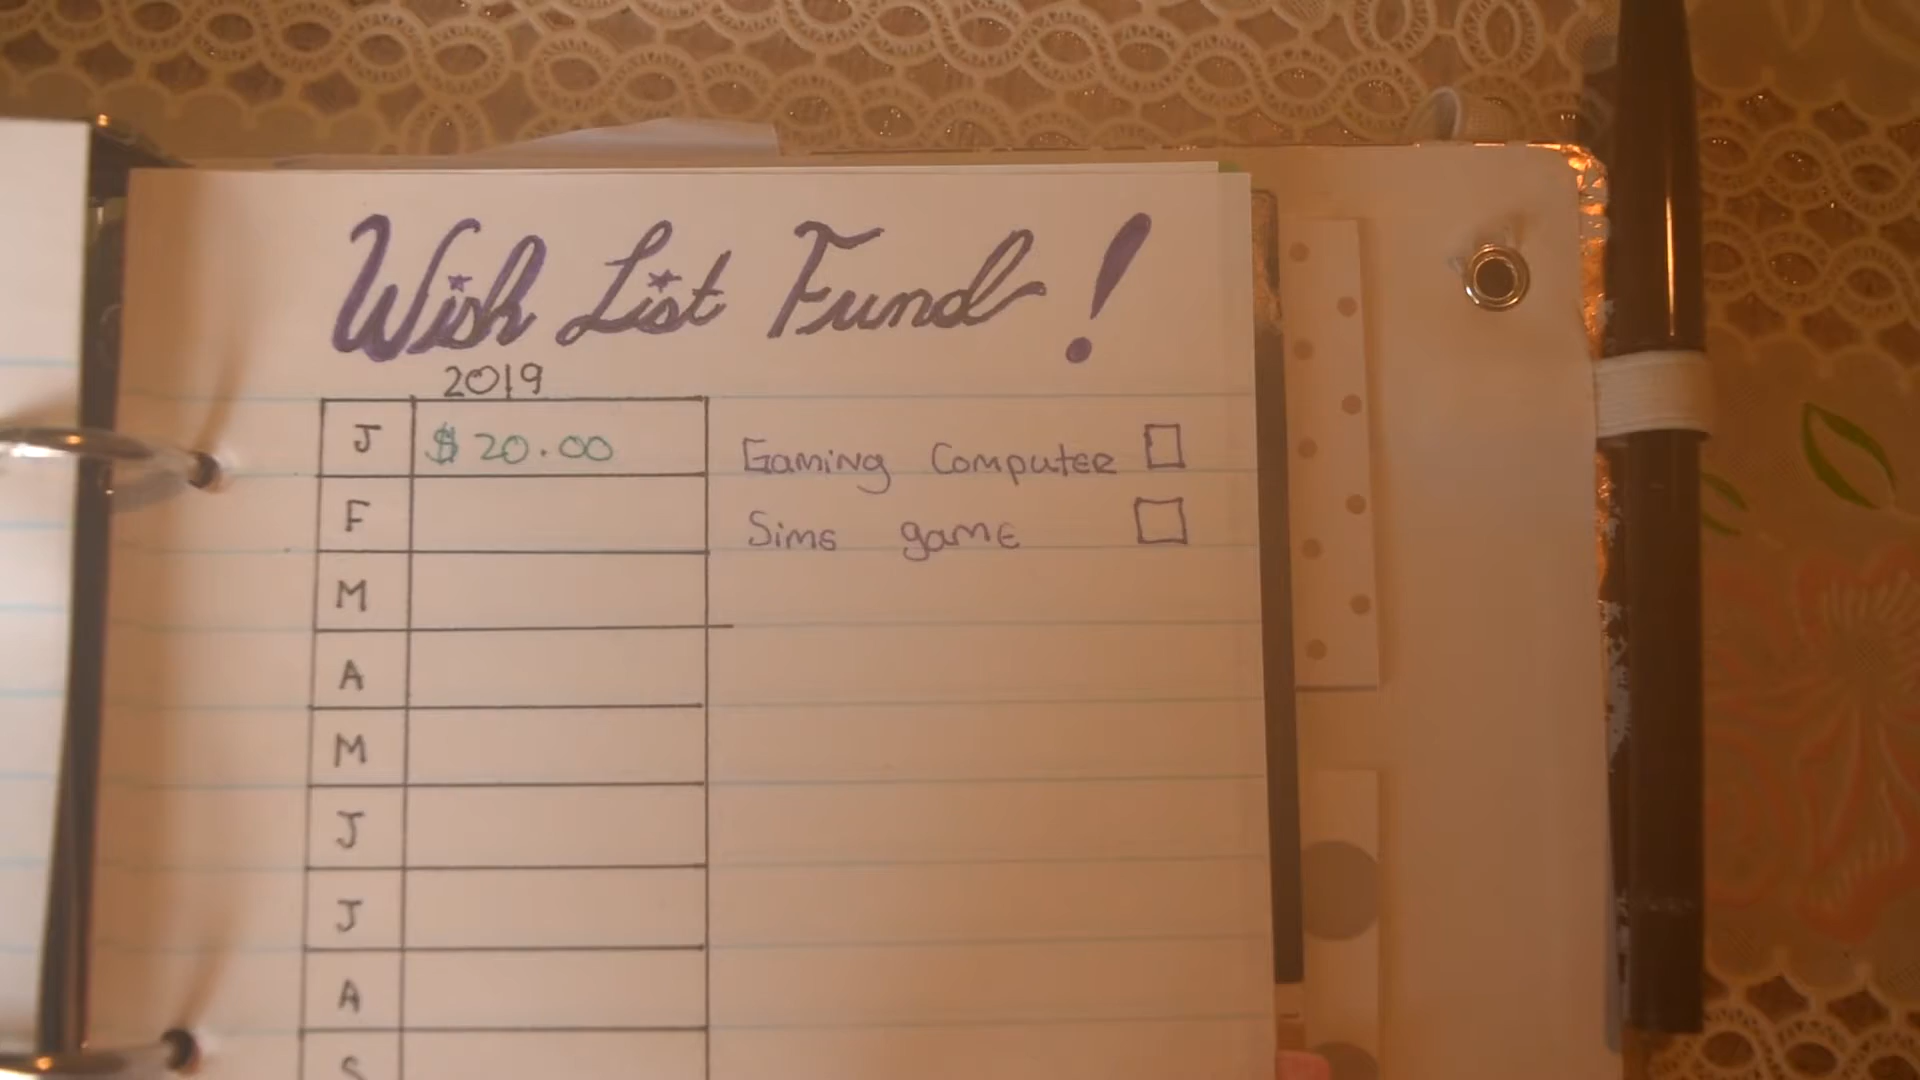 Wish List Fund!
2019
J $20.00 Gaming Computer
F Sims game
M
A
M
J
J
A
S